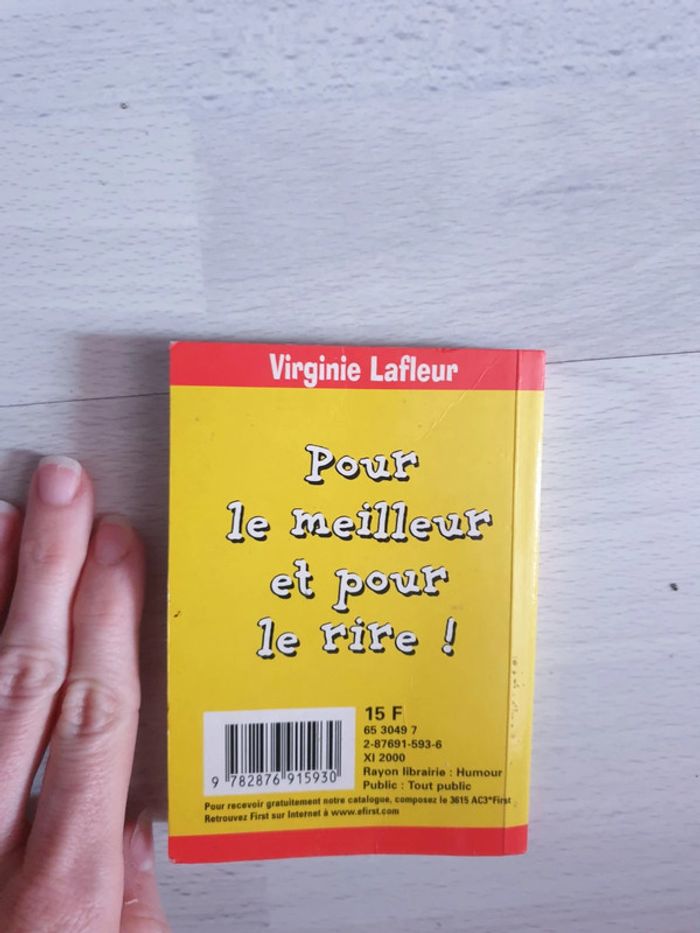 Virginie Lafleur
Pour
le meilleur
et pour
le rire !
15 F
65 3049 7
2-87691-593-6
XI 2000
Rayon librairie : Humour
Public : Tout public
9 782876 915930
Pour recevoir gratuitement notre catalogue, composez le 3615 AC3*First
Retrouvez First sur Internet à www.efirst.com